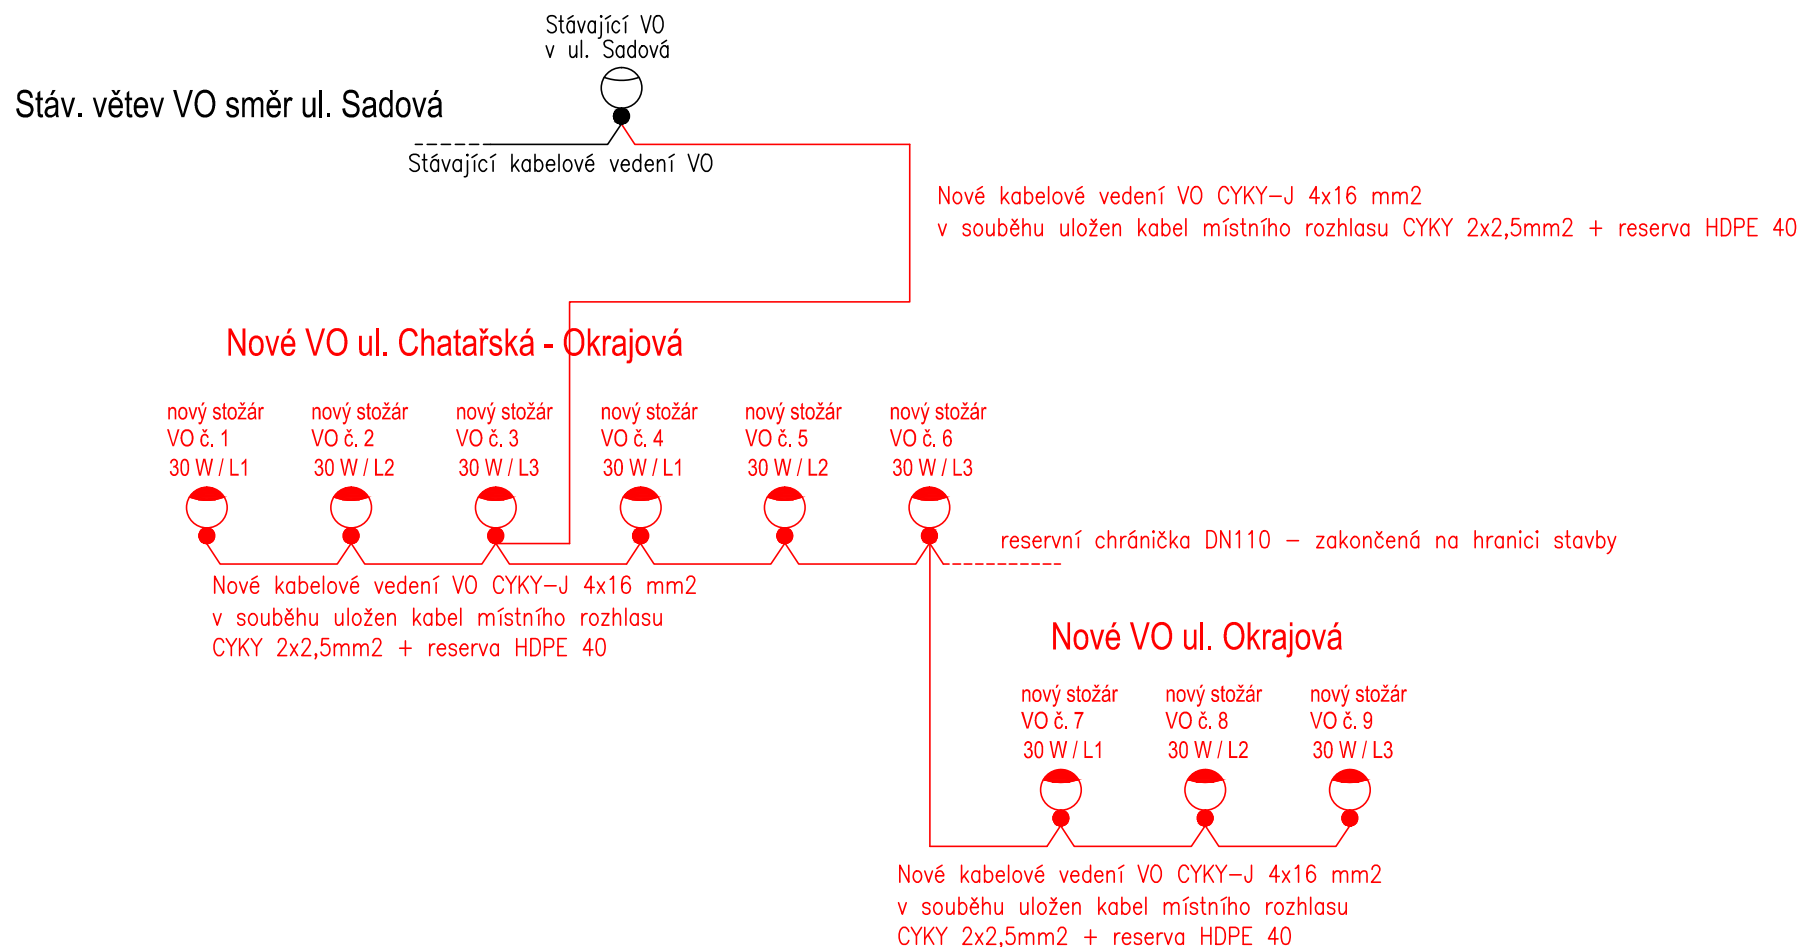 Stávající VO
v ul. Sadová
Stáv. větev VO směr ul. Sadová
Stávající kabelové vedení VO
Nové kabelové vedení VO CYKY-J 4x16 mm2
v souběhu uložen kabel místního rozhlasu CYKY 2x2,5mm2 + reserva HDPE 40
Nové VO ul. Chatařská - Okrajová
nový stožár
VO č. 1
30 W / L1
nový stožár
VO č. 2
30 W / L2
nový stožár
VO č. 3
30 W / L3
nový stožár
VO č. 4
30 W / L1
nový stožár
VO č. 5
30 W / L2
nový stožár
VO č. 6
30 W / L3
reservní chránička DN110 – zakončená na hranici stavby
Nové kabelové vedení VO CYKY-J 4x16 mm2
v souběhu uložen kabel místního rozhlasu
CYKY 2x2,5mm2 + reserva HDPE 40
Nové VO ul. Okrajová
nový stožár
VO č. 7
30 W / L1
nový stožár
VO č. 8
30 W / L2
nový stožár
VO č. 9
30 W / L3
Nové kabelové vedení VO CYKY-J 4x16 mm2
v souběhu uložen kabel místního rozhlasu
CYKY 2x2,5mm2 + reserva HDPE 40